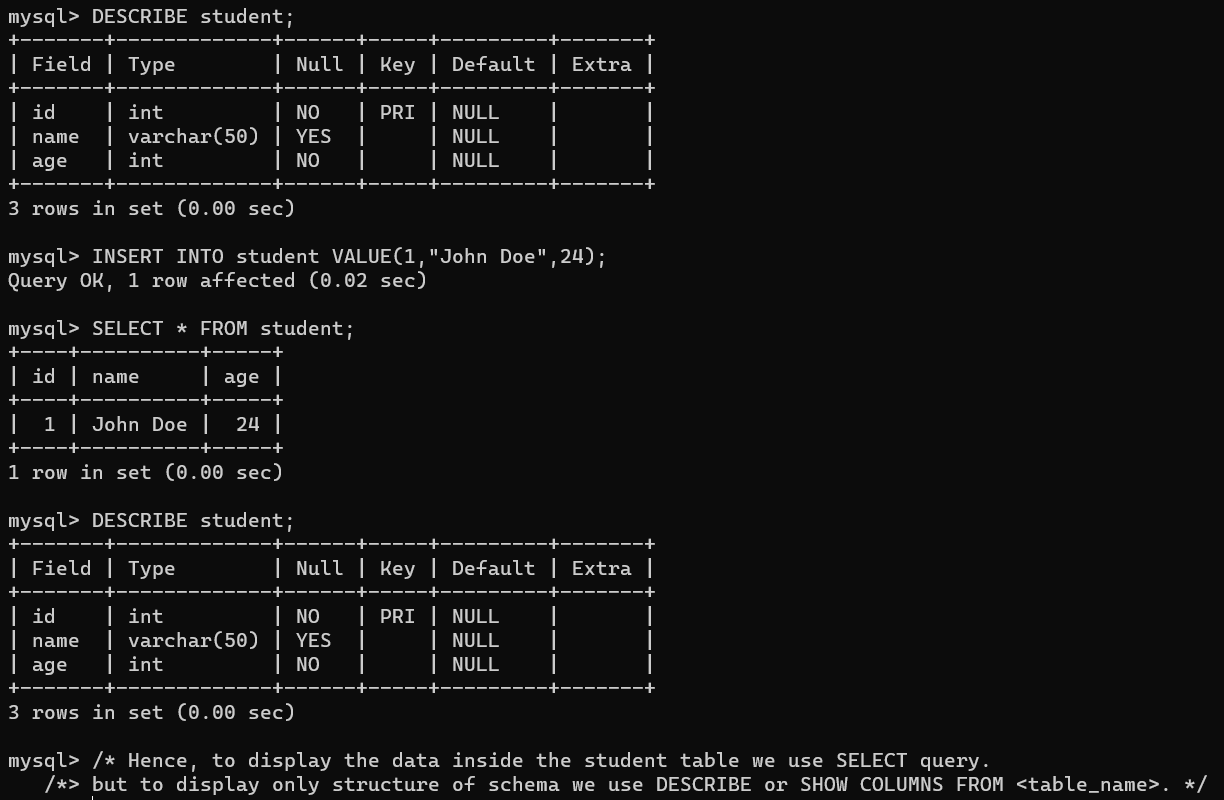 mysql> DESCRIBE student;
+-------+-------------+------+-----+---------+-------+
| Field | Type        | Null | Key | Default | Extra |
+-------+-------------+------+-----+---------+-------+
| id    | int         | NO   | PRI | NULL    |       |
| name  | varchar(50) | YES  |     | NULL    |       |
| age   | int         | NO   |     | NULL    |       |
+-------+-------------+------+-----+---------+-------+
3 rows in set (0.00 sec)

mysql> INSERT INTO student VALUE(1,"John Doe",24);
Query OK, 1 row affected (0.02 sec)

mysql> SELECT * FROM student;
+----+----------+-----+
| id | name     | age |
+----+----------+-----+
|  1 | John Doe |  24 |
+----+----------+-----+
1 row in set (0.00 sec)

mysql> DESCRIBE student;
+-------+-------------+------+-----+---------+-------+
| Field | Type        | Null | Key | Default | Extra |
+-------+-------------+------+-----+---------+-------+
| id    | int         | NO   | PRI | NULL    |       |
| name  | varchar(50) | YES  |     | NULL    |       |
| age   | int         | NO   |     | NULL    |       |
+-------+-------------+------+-----+---------+-------+
3 rows in set (0.00 sec)

mysql> /* Hence, to display the data inside the student table we use SELECT query.
   /*> but to display only structure of schema we use DESCRIBE or SHOW COLUMNS FROM <table_name>. */